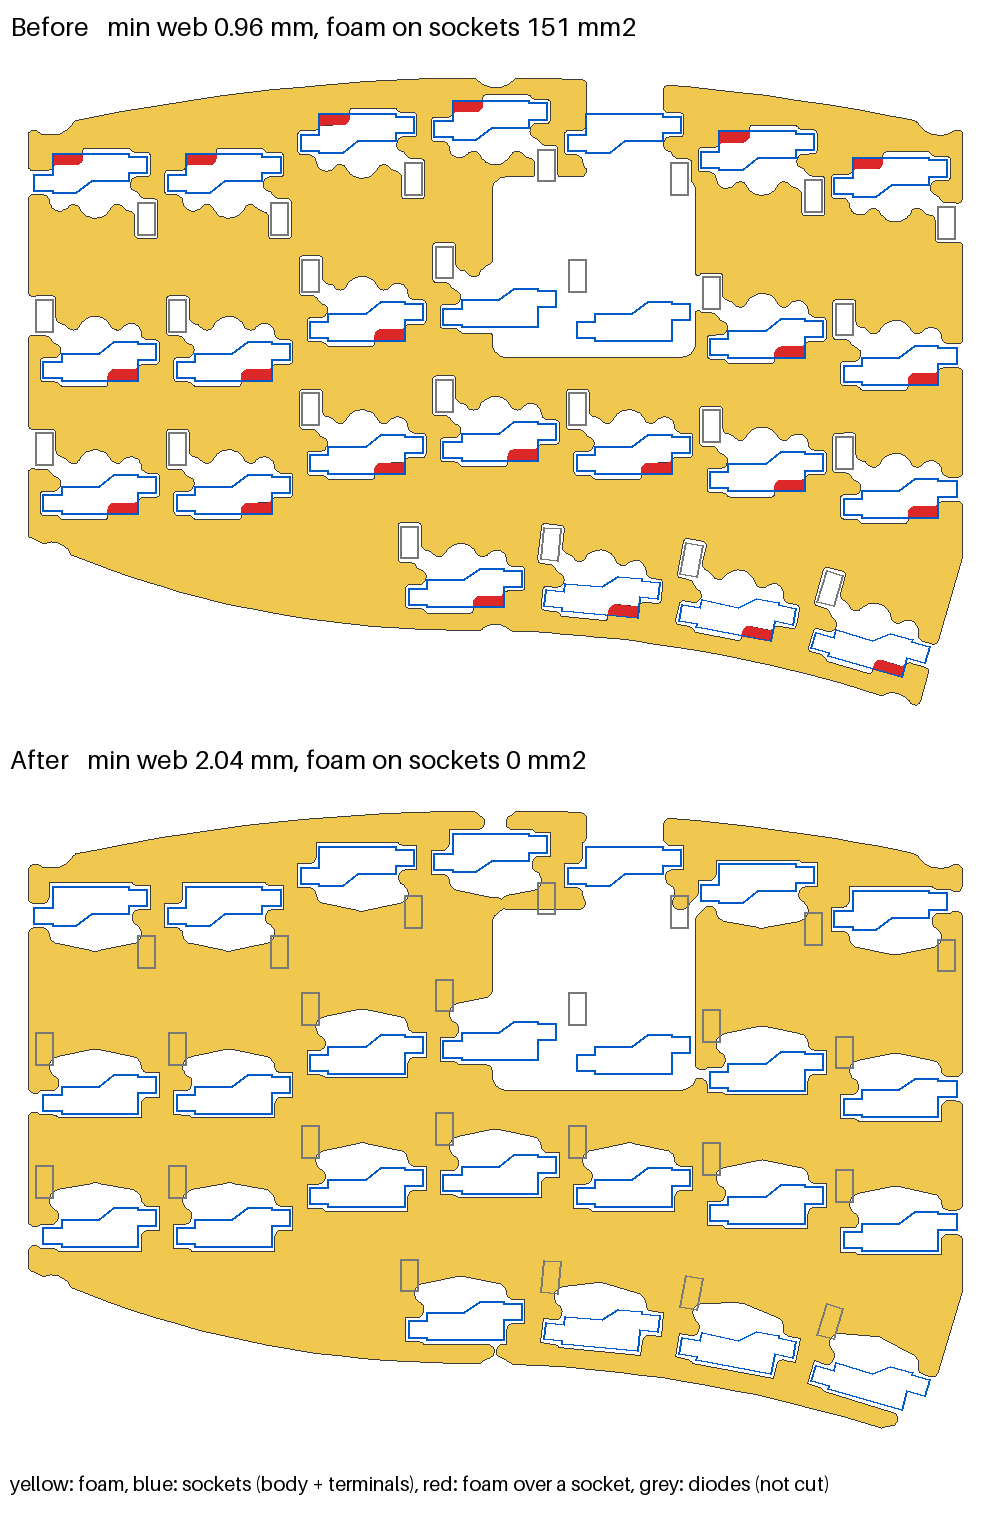 Before   min web 0.96 mm, foam on sockets 151 mm2
After   min web 2.04 mm, foam on sockets 0 mm2
yellow: foam, blue: sockets (body + terminals), red: foam over a socket, grey: diodes (not cut)